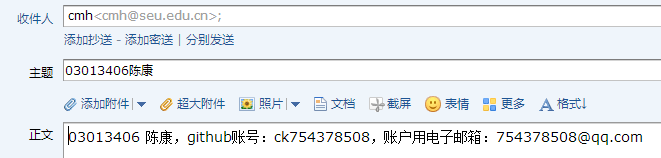 收件人 cmh<cmh@seu.edu.cn>;
添加抄送 - 添加密送 | 分别发送
主题 03013406陈康
添加附件 | 超大附件 照片 | 文档 截屏 表情 更多 格式↓
正文 03013406 陈康，github账号：ck754378508，账户用电子邮箱：754378508@qq.com